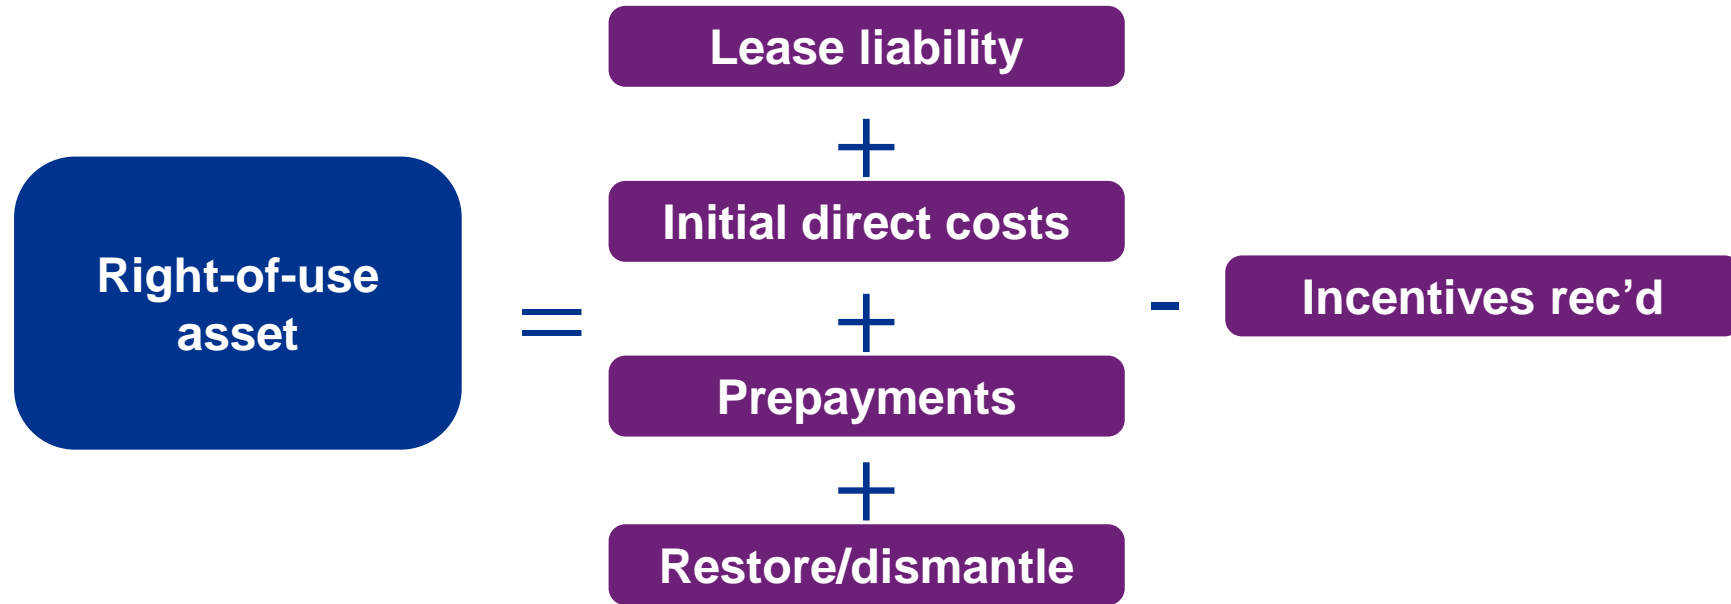 Right-of-use
asset
=
Lease liability
+
Initial direct costs
+
Prepayments
+
Restore/dismantle
-
Incentives rec’d